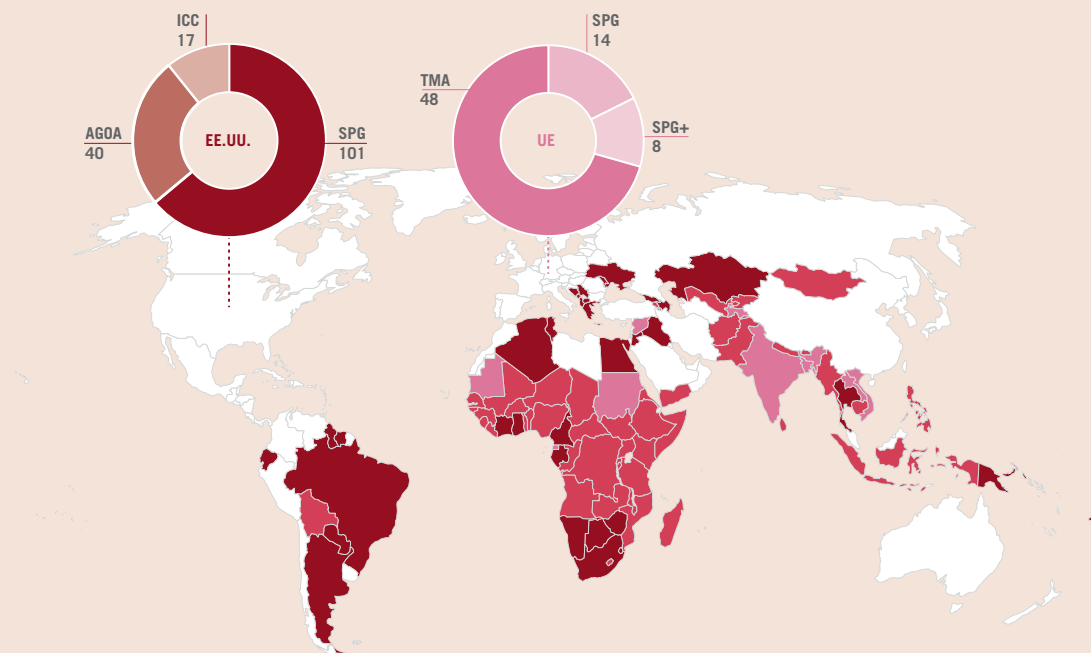 ICC
17
AGOA
40
EE.UU.
SPG
101
TMA
48
UE
SPG
14
SPG+
8